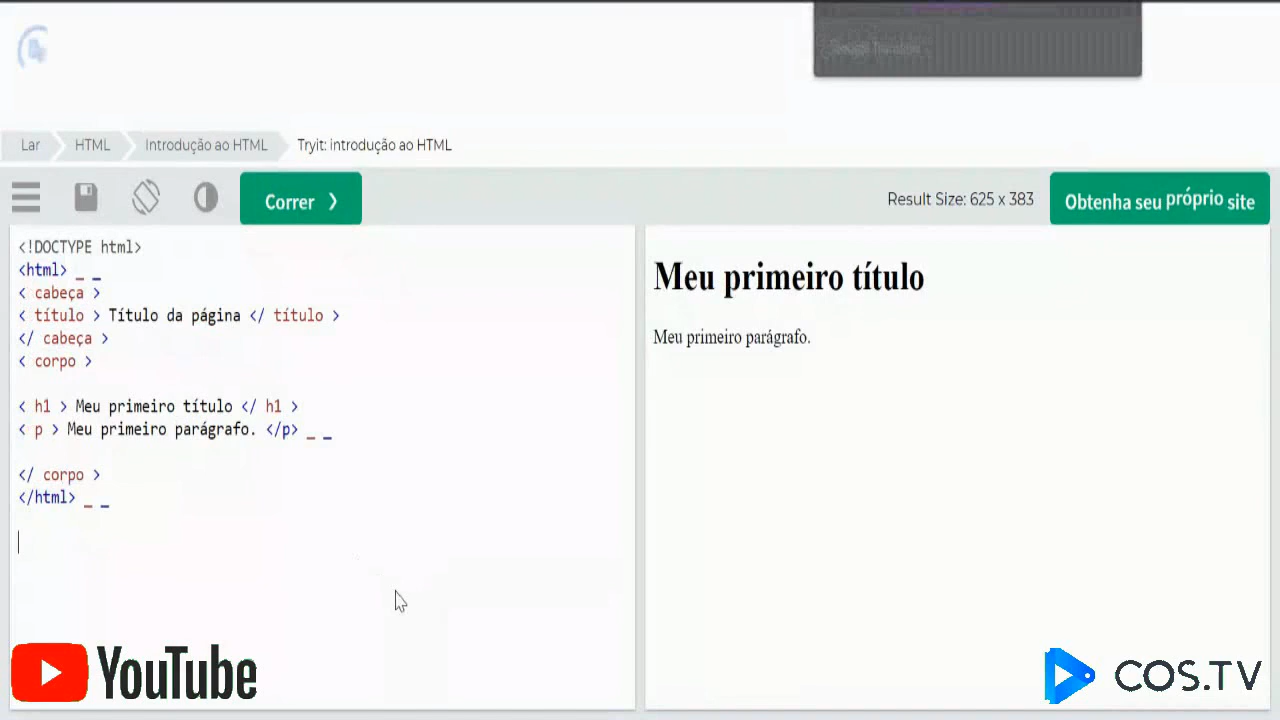 Lar HTML Introdução ao HTML Tryit: introdução ao HTML
Correr ❯ Result Size: 625 x 383 Obtenha seu próprio site
<!DOCTYPE html>
<html> _ _
< cabeça >
< título > Título da página </ título >
</ cabeça >
< corpo >
< h1 > Meu primeiro título </ h1 >
< p > Meu primeiro parágrafo. </p> _ _
</ corpo >
</html> _ _
Meu primeiro título
Meu primeiro parágrafo.
YouTube
COS.TV